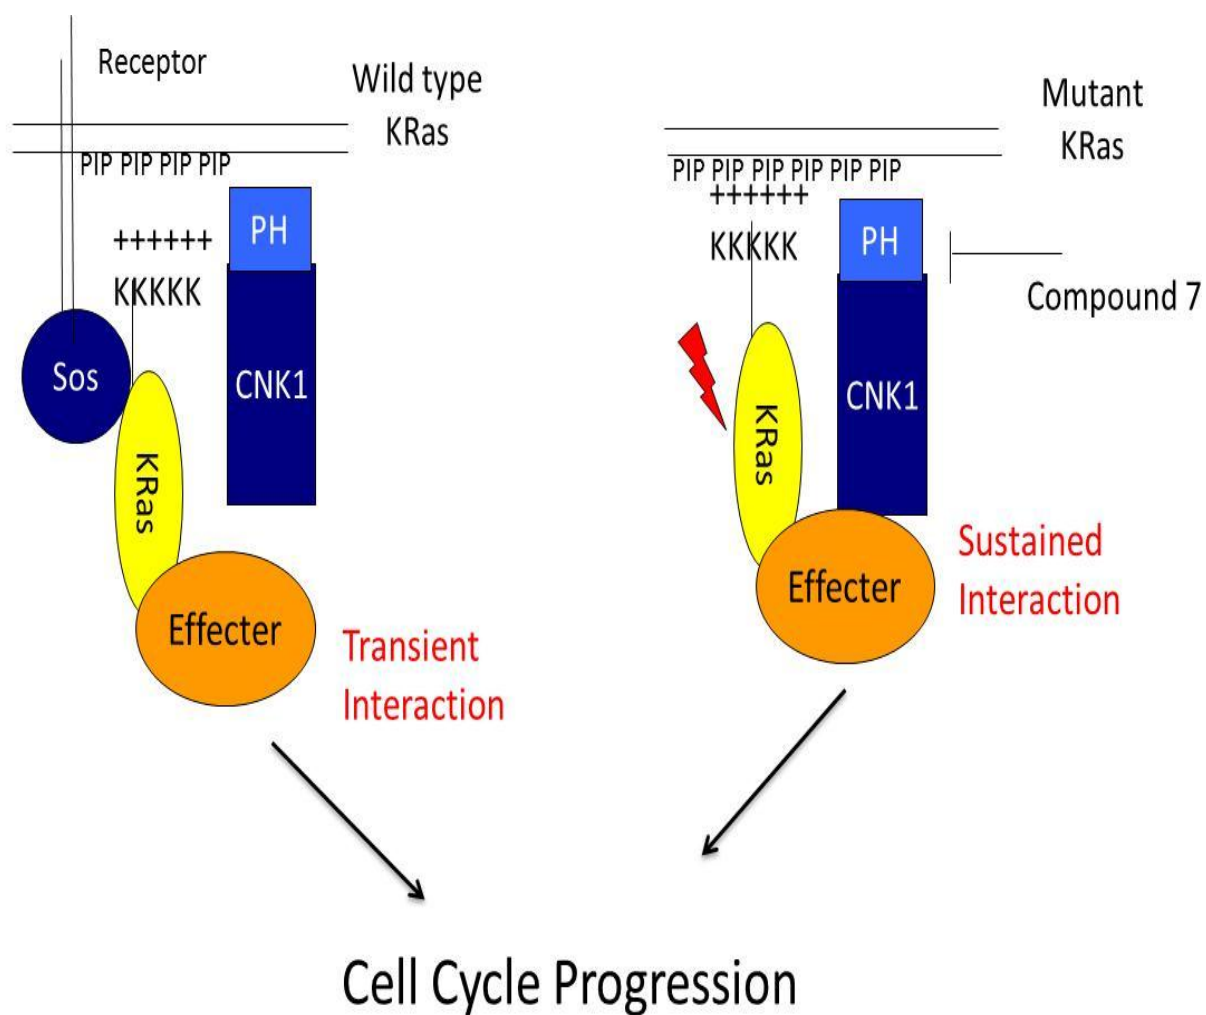 Receptor
Wild type
KRas
PIP PIP PIP PIP
PH
++++++
KKKKK
Sos
CNK1
KRas
Effecter
Transient
Interaction
Mutant
KRas
PIP PIP PIP PIP PIP PIP
++++++
PH
KKKKK
Compound 7
CNK1
KRas
Sustained
Interaction
Effecter
Cell Cycle Progression